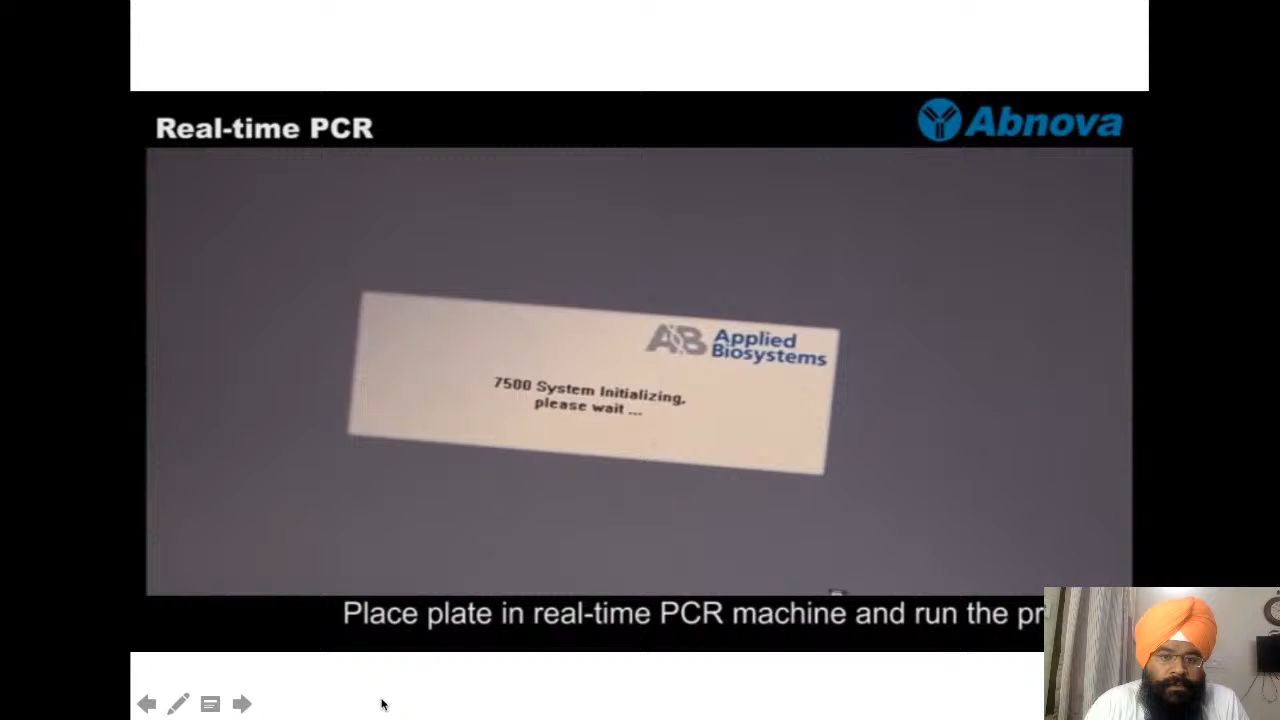 Real-time PCR
Abnova
AB Applied
Biosystems
7500 System Initializing,
please wait ...
Place plate in real-time PCR machine and run the